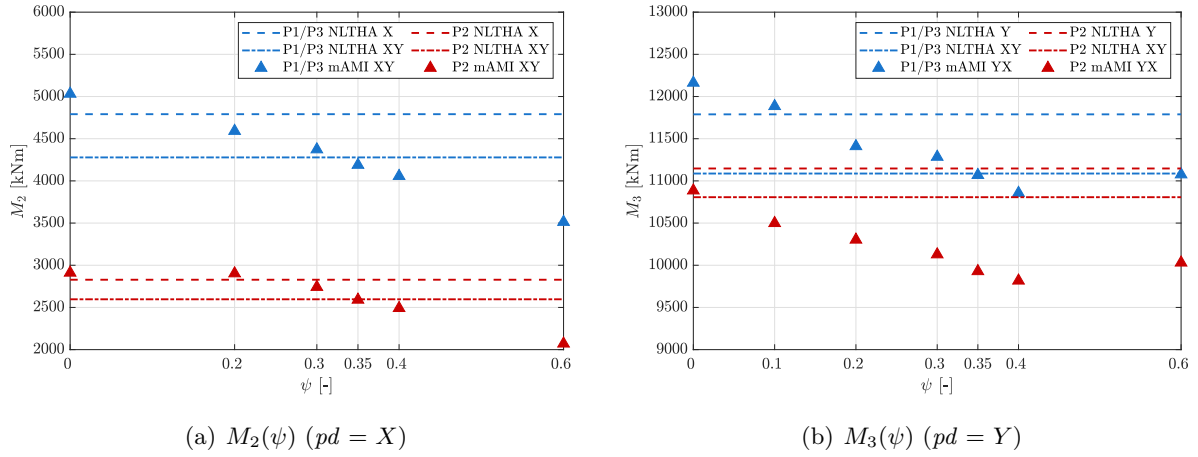 6000
5000
4500
4000
3500
3000
2500
2000
M2 [kNm]
P1/P3 NLTHA X
P2 NLTHA X
P1/P3 NLTHA XY
P2 NLTHA XY
P1/P3 mAMI XY
P2 mAMI XY
0
0.2
0.3
0.35
0.4
0.6
ψ [-]
(a) M2(ψ) (pd = X)
13000
12000
11500
11000
10500
10000
9500
9000
M3 [kNm]
P1/P3 NLTHA Y
P2 NLTHA Y
P1/P3 NLTHA XY
P2 NLTHA XY
P1/P3 mAMI YX
P2 mAMI YX
0
0.1
0.2
0.3
0.35
0.4
0.6
ψ [-]
(b) M3(ψ) (pd = Y)